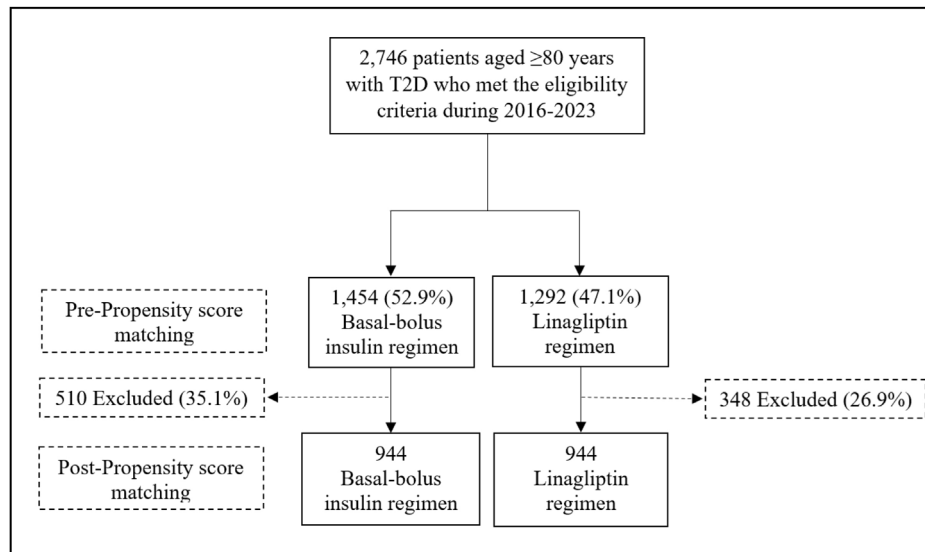 2,746 patients aged ≥80 years
with T2D who met the eligibility
criteria during 2016-2023
Pre-Propensity score
matching
1,454 (52.9%)
Basal-bolus
insulin regimen
1,292 (47.1%)
Linagliptin
regimen
510 Excluded (35.1%)
348 Excluded (26.9%)
Post-Propensity score
matching
944
Basal-bolus
insulin regimen
944
Linagliptin
regimen